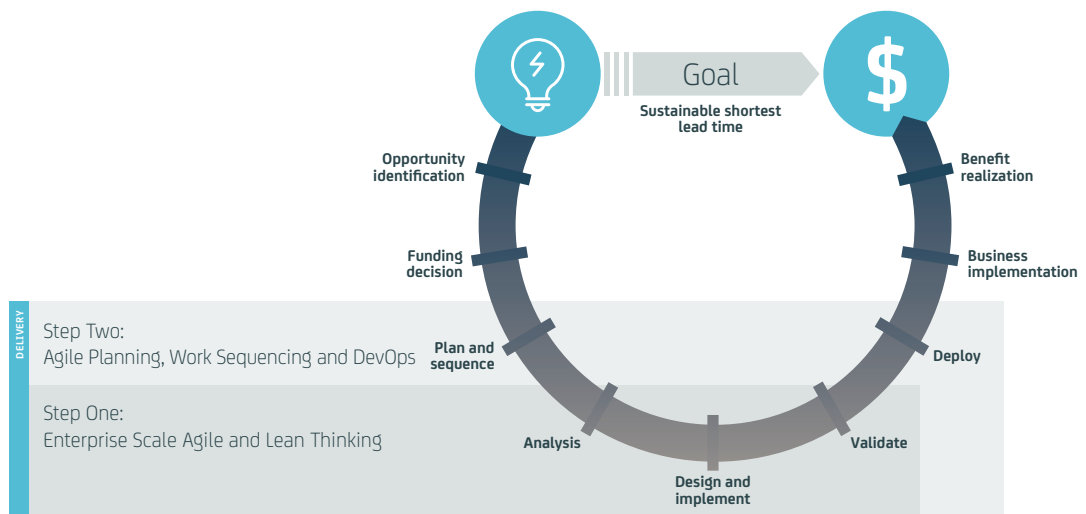 $
Goal
Sustainable shortest
lead time
Opportunity
identification
Benefit
realization
Funding
decision
Business
implementation
DELIVERY
Step Two:
Agile Planning, Work Sequencing and DevOps
Plan and
sequence
Deploy
Step One:
Enterprise Scale Agile and Lean Thinking
Analysis
Validate
Design and
implement